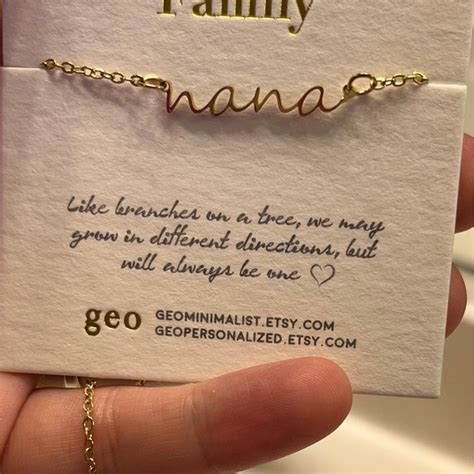 Family
nana
Like branches on a tree, we may
grow in different directions, but
will always be one ♡
geo GEOMINIMALIST.ETSY.COM
GEOPERSONALIZED.ETSY.COM